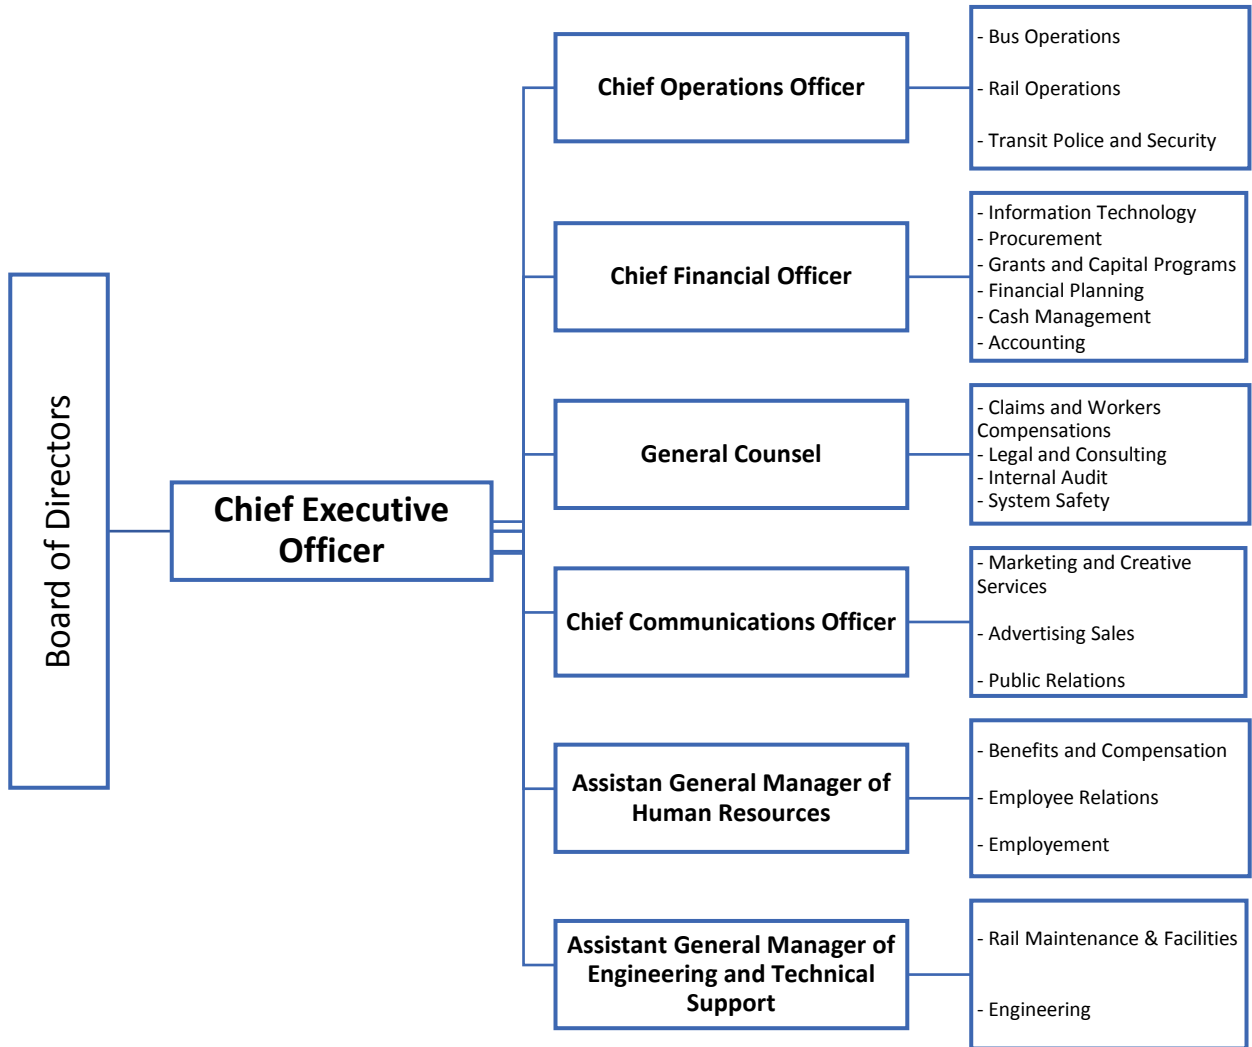 Board of Directors
Chief Executive
Officer
Chief Operations Officer
- Bus Operations
- Rail Operations
- Transit Police and Security
Chief Financial Officer
- Information Technology
- Procurement
- Grants and Capital Programs
- Financial Planning
- Cash Management
- Accounting
General Counsel
- Claims and Workers
Compensations
- Legal and Consulting
- Internal Audit
- System Safety
Chief Communications Officer
- Marketing and Creative
Services
- Advertising Sales
- Public Relations
Assistan General Manager of
Human Resources
- Benefits and Compensation
- Employee Relations
- Employement
Assistant General Manager of
Engineering and Technical
Support
- Rail Maintenance & Facilities
- Engineering